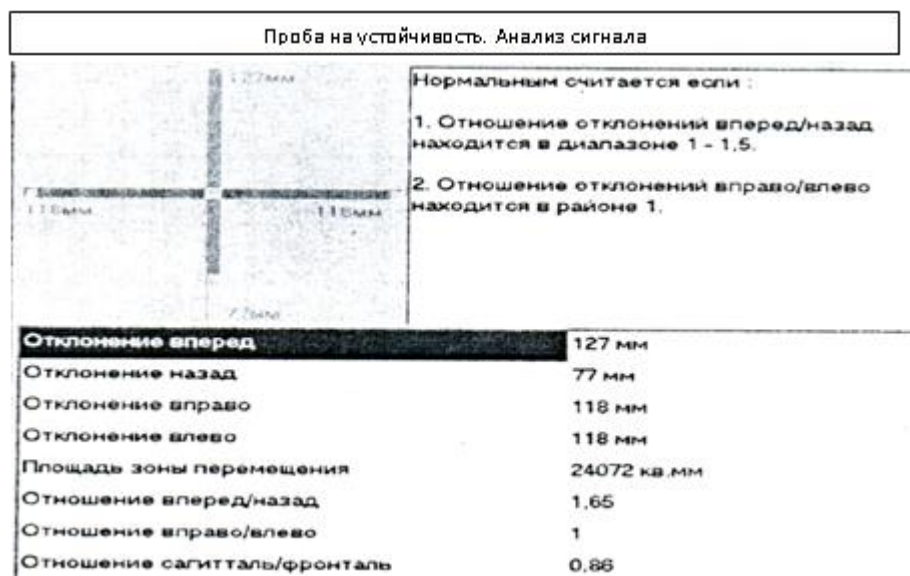 Проба на устойчивость. Анализ сигнала
127мм
Нормальным считается если :
1. Отношение отклонений вперед/назад
находится в диапазоне 1 - 1,5.
2. Отношение отклонений вправо/влево
находится в районе 1.
118мм
118мм
77мм
Отклонение вперед 127 мм
Отклонение назад 77 мм
Отклонение вправо 118 мм
Отклонение влево 118 мм
Площадь зоны перемещения 24072 кв.мм
Отношение вперед/назад 1,65
Отношение вправо/влево 1
Отношение сагитталь/фронталь 0,86